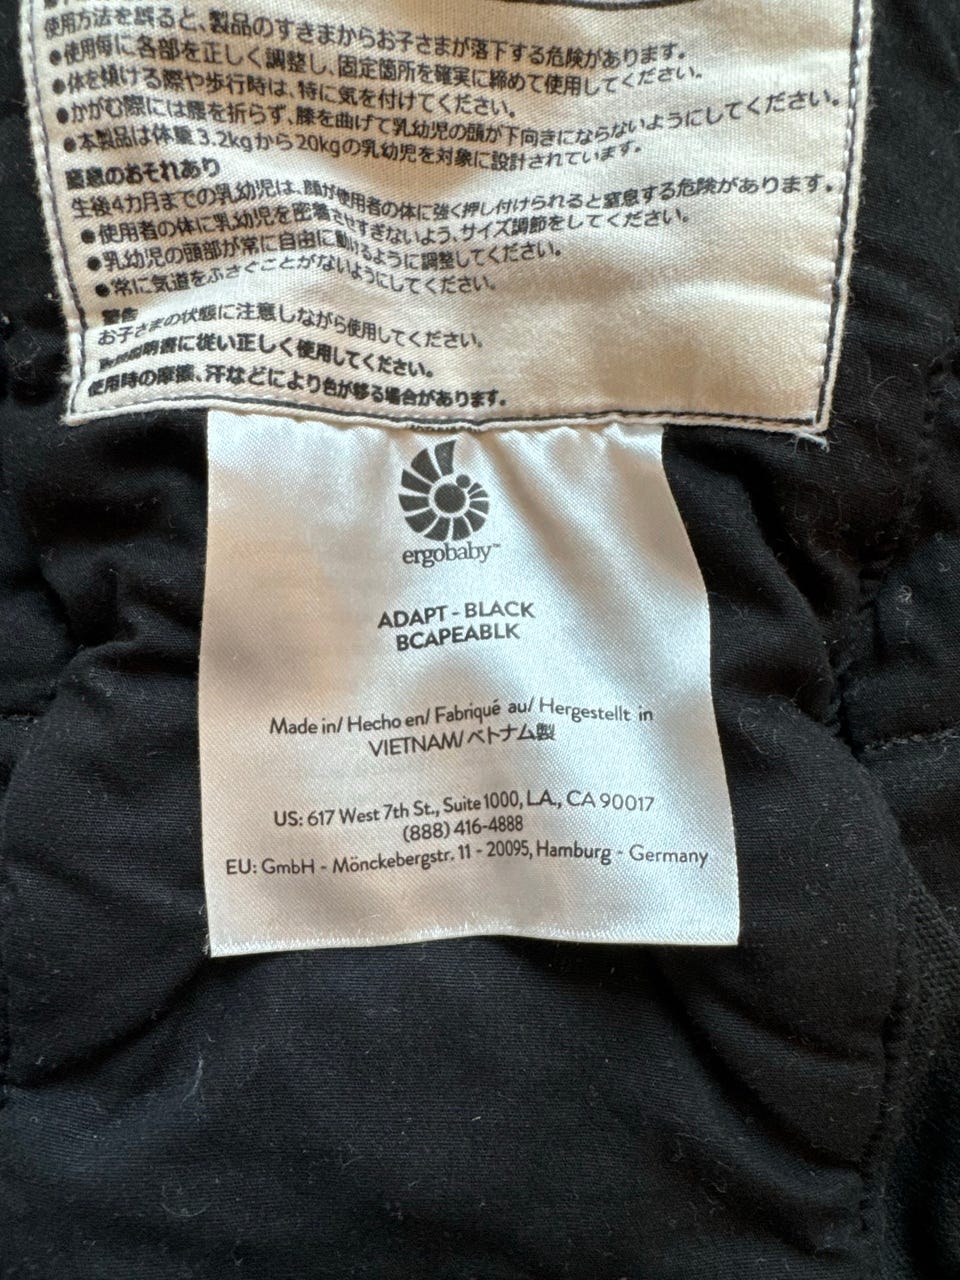 使用方法を誤ると、製品のすきまからお子さまが落下する危険があります。
●使用毎に各部を正しく調整し、固定箇所を確実に締めて使用してください。
●体を傾ける際や歩行時は、特に気を付けてください。
●かがむ際には腰を折らず、膝を曲げて乳幼児の頭が下向きにならないようにしてください。
●本製品は体重3.2kgから20kgの乳幼児を対象に設計されています。
窒息のおそれあり
生後4カ月までの乳幼児は、顔が使用者の体に強く押し付けられると窒息する危険があります。
●使用者の体に乳幼児を密着させすぎないよう、サイズ調節をしてください。
●乳幼児の頭部が常に自由に動けるように調整してください。
●常に気道をふさぐことがないようにしてください。
警告
お子さまの状態に注意しながら使用してください。
説明書に従い正しく使用してください。
使用時の摩擦、汗などにより色が移る場合があります。
ergobaby™
ADAPT - BLACK
BCAPEABLK
Made in/ Hecho en/ Fabriqué au/ Hergestellt in
VIETNAM/ベトナム製
US: 617 West 7th St., Suite 1000, L.A., CA 90017
(888) 416-4888
EU: GmbH - Mönckebergstr. 11 - 20095, Hamburg - Germany